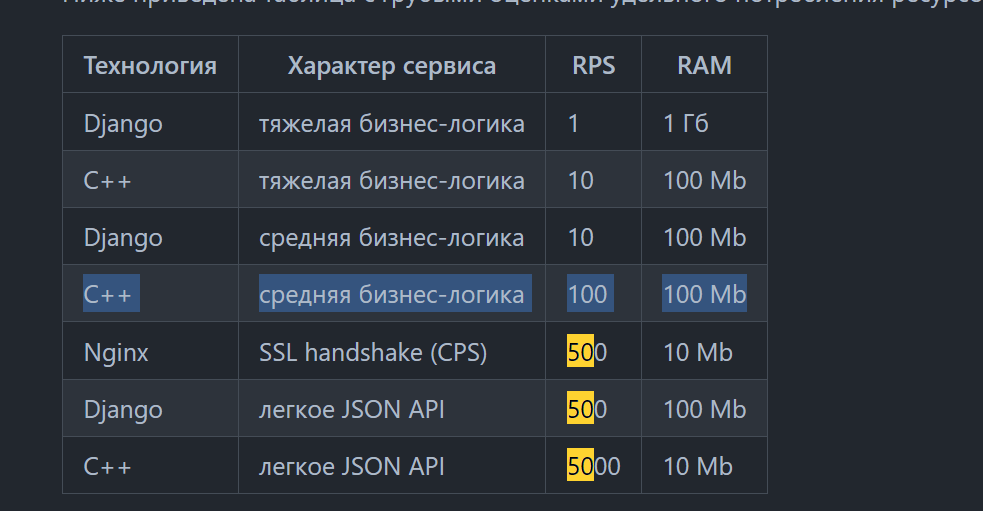 Технология Характер сервиса RPS RAM
Django тяжелая бизнес-логика 1 1 Гб
C++ тяжелая бизнес-логика 10 100 Mb
Django средняя бизнес-логика 10 100 Mb
C++ средняя бизнес-логика 100 100 Mb
Nginx SSL handshake (CPS) 500 10 Mb
Django легкое JSON API 500 100 Mb
C++ легкое JSON API 5000 10 Mb